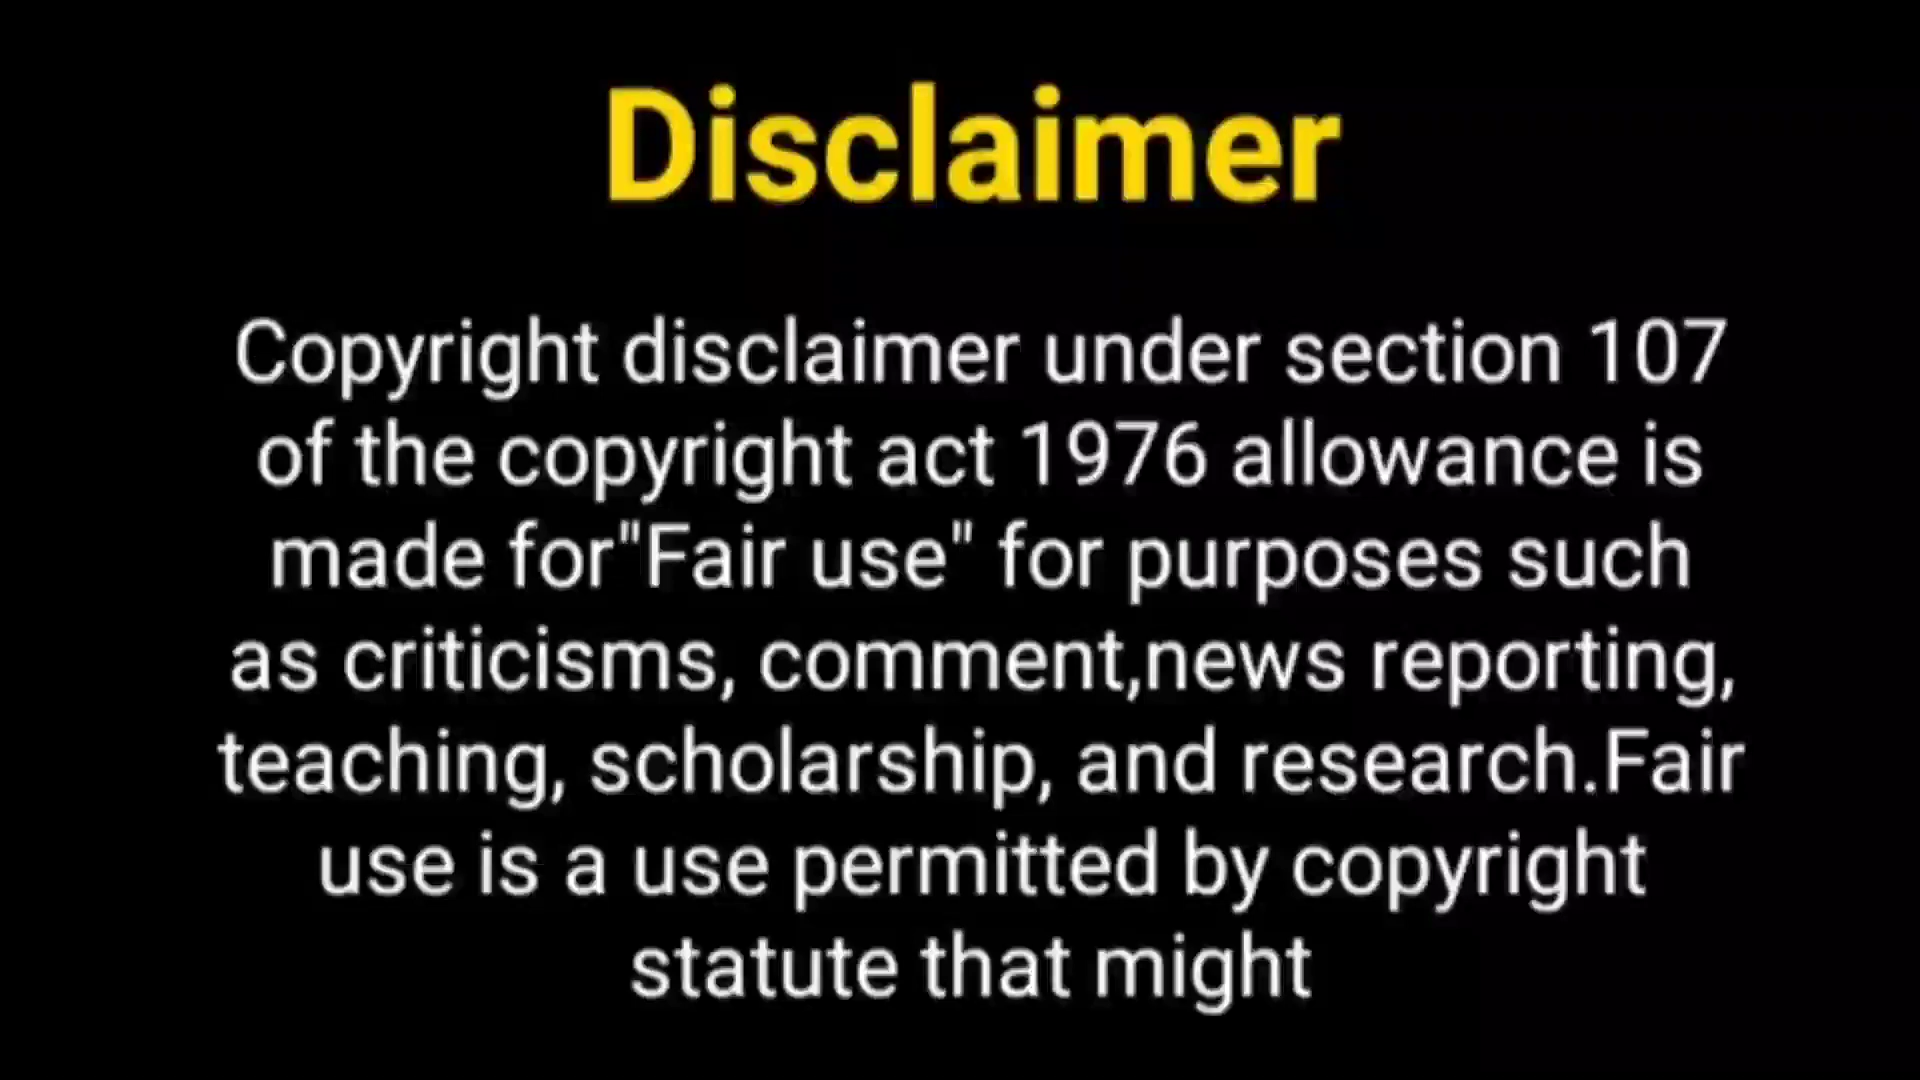 Disclaimer
Copyright disclaimer under section 107
of the copyright act 1976 allowance is
made for"Fair use" for purposes such
as criticisms, comment,news reporting,
teaching, scholarship, and research.Fair
use is a use permitted by copyright
statute that might